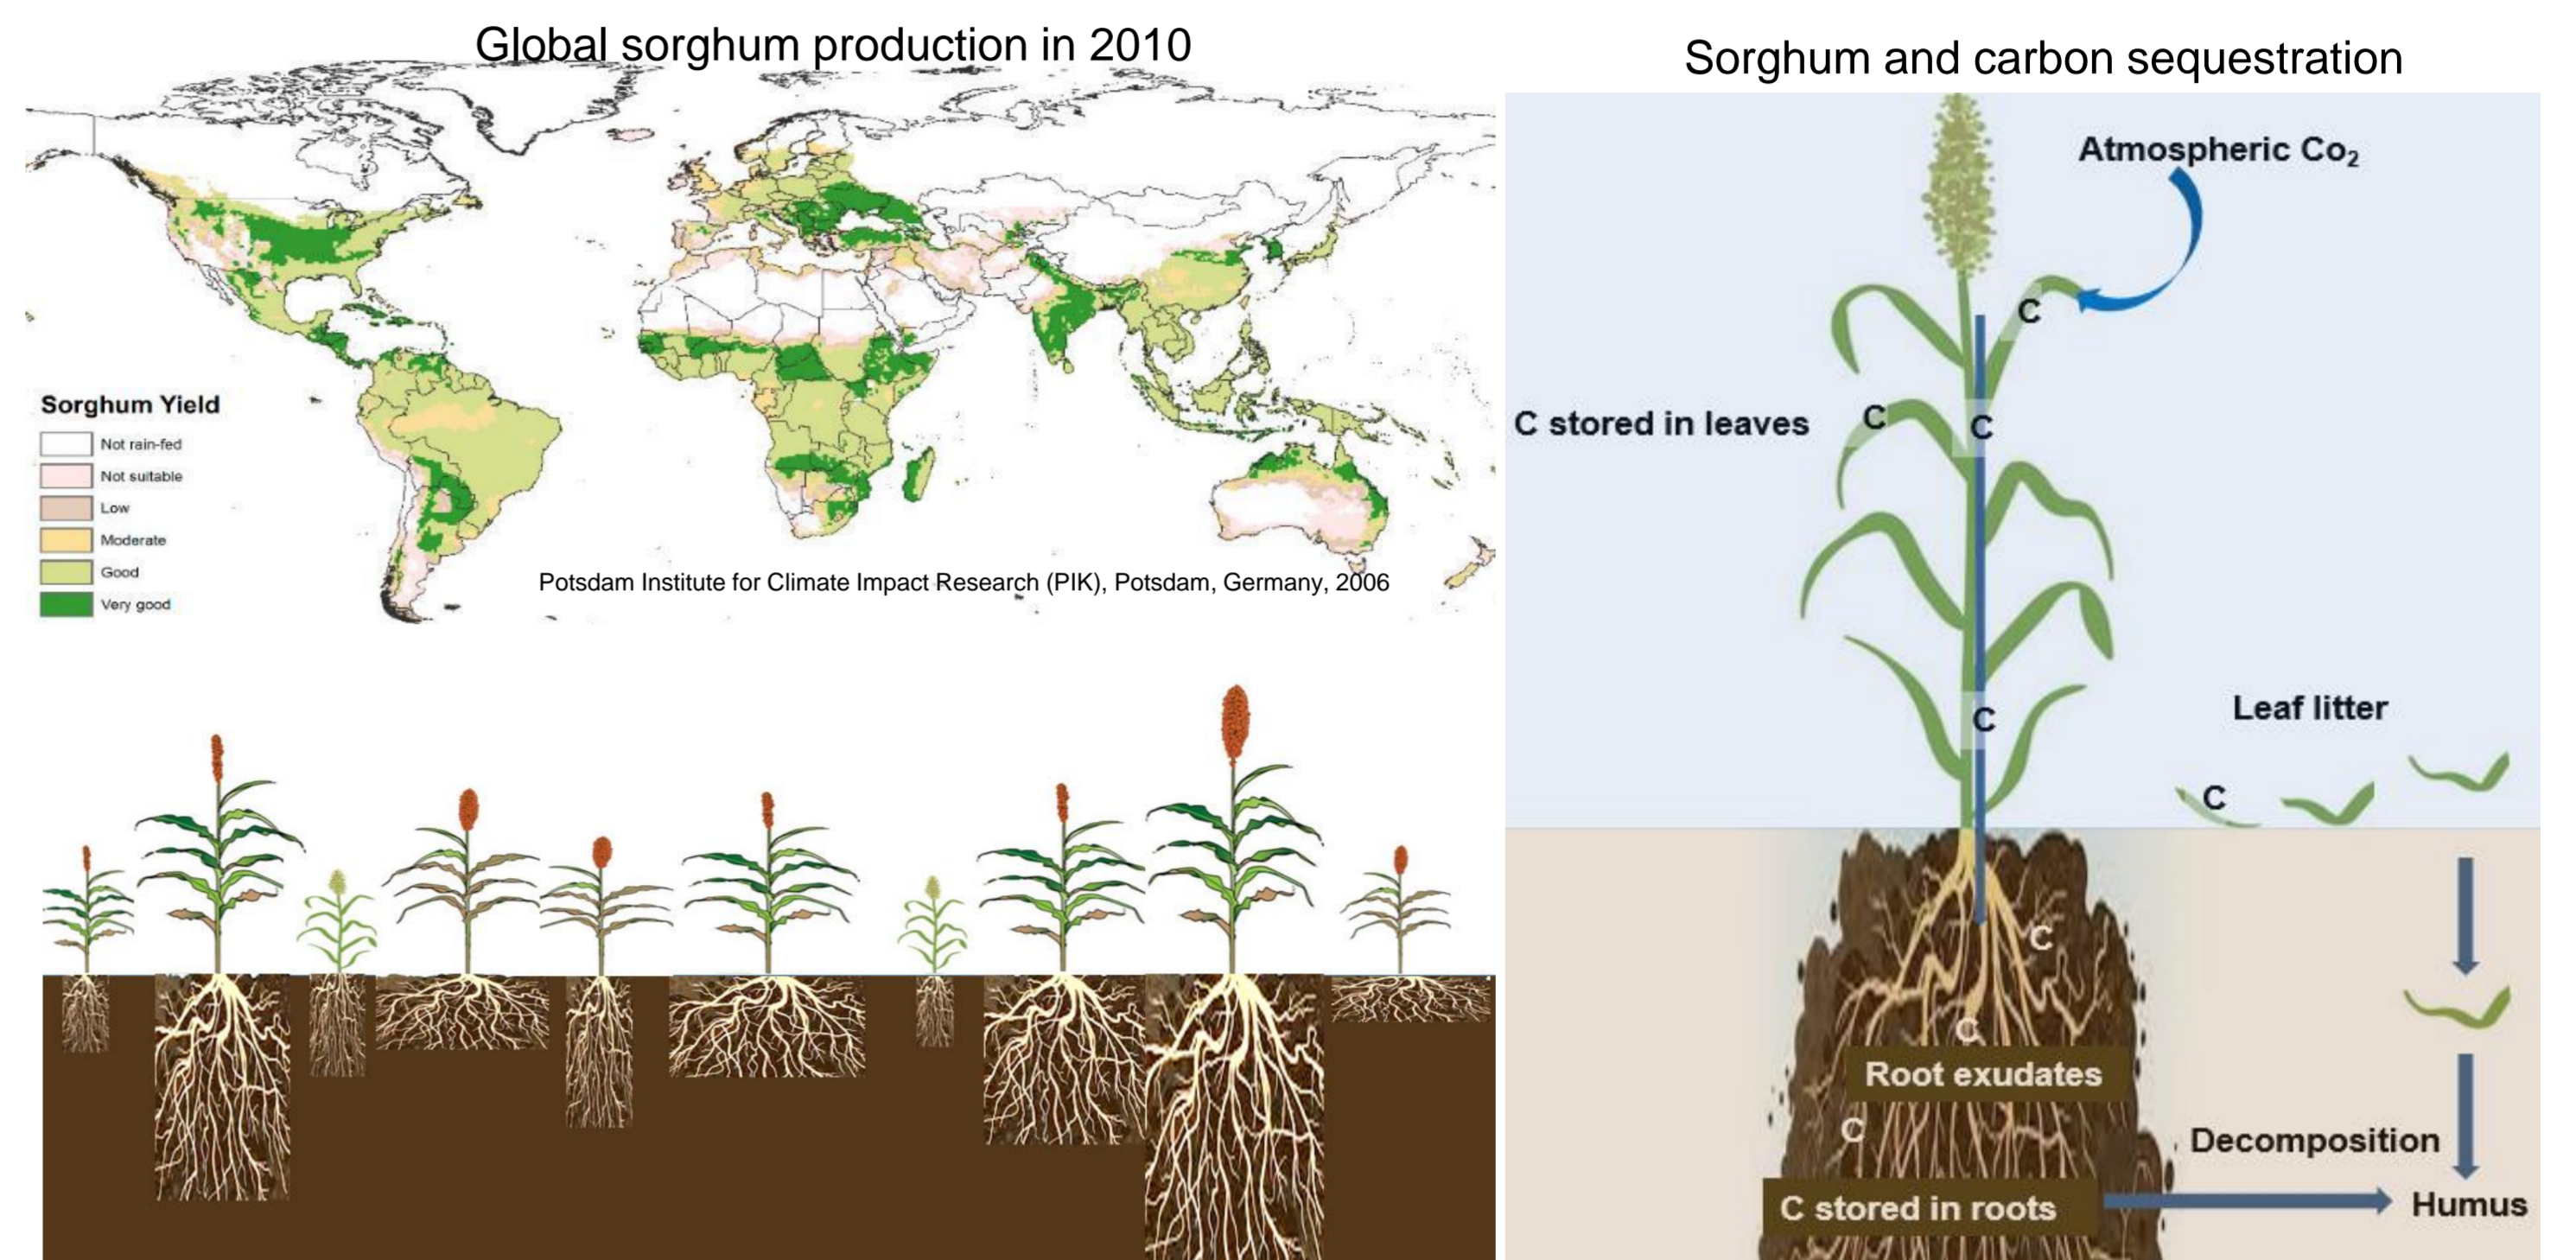 Global sorghum production in 2010
Sorghum Yield
Not rain-fed
Not suitable
Low
Moderate
Good
Very good
Potsdam Institute for Climate Impact Research (PIK), Potsdam, Germany, 2006
Sorghum and carbon sequestration
Atmospheric Co₂
C
C stored in leaves
C
C
C
Leaf litter
C
C
C
Root exudates
C
Decomposition
C stored in roots
Humus